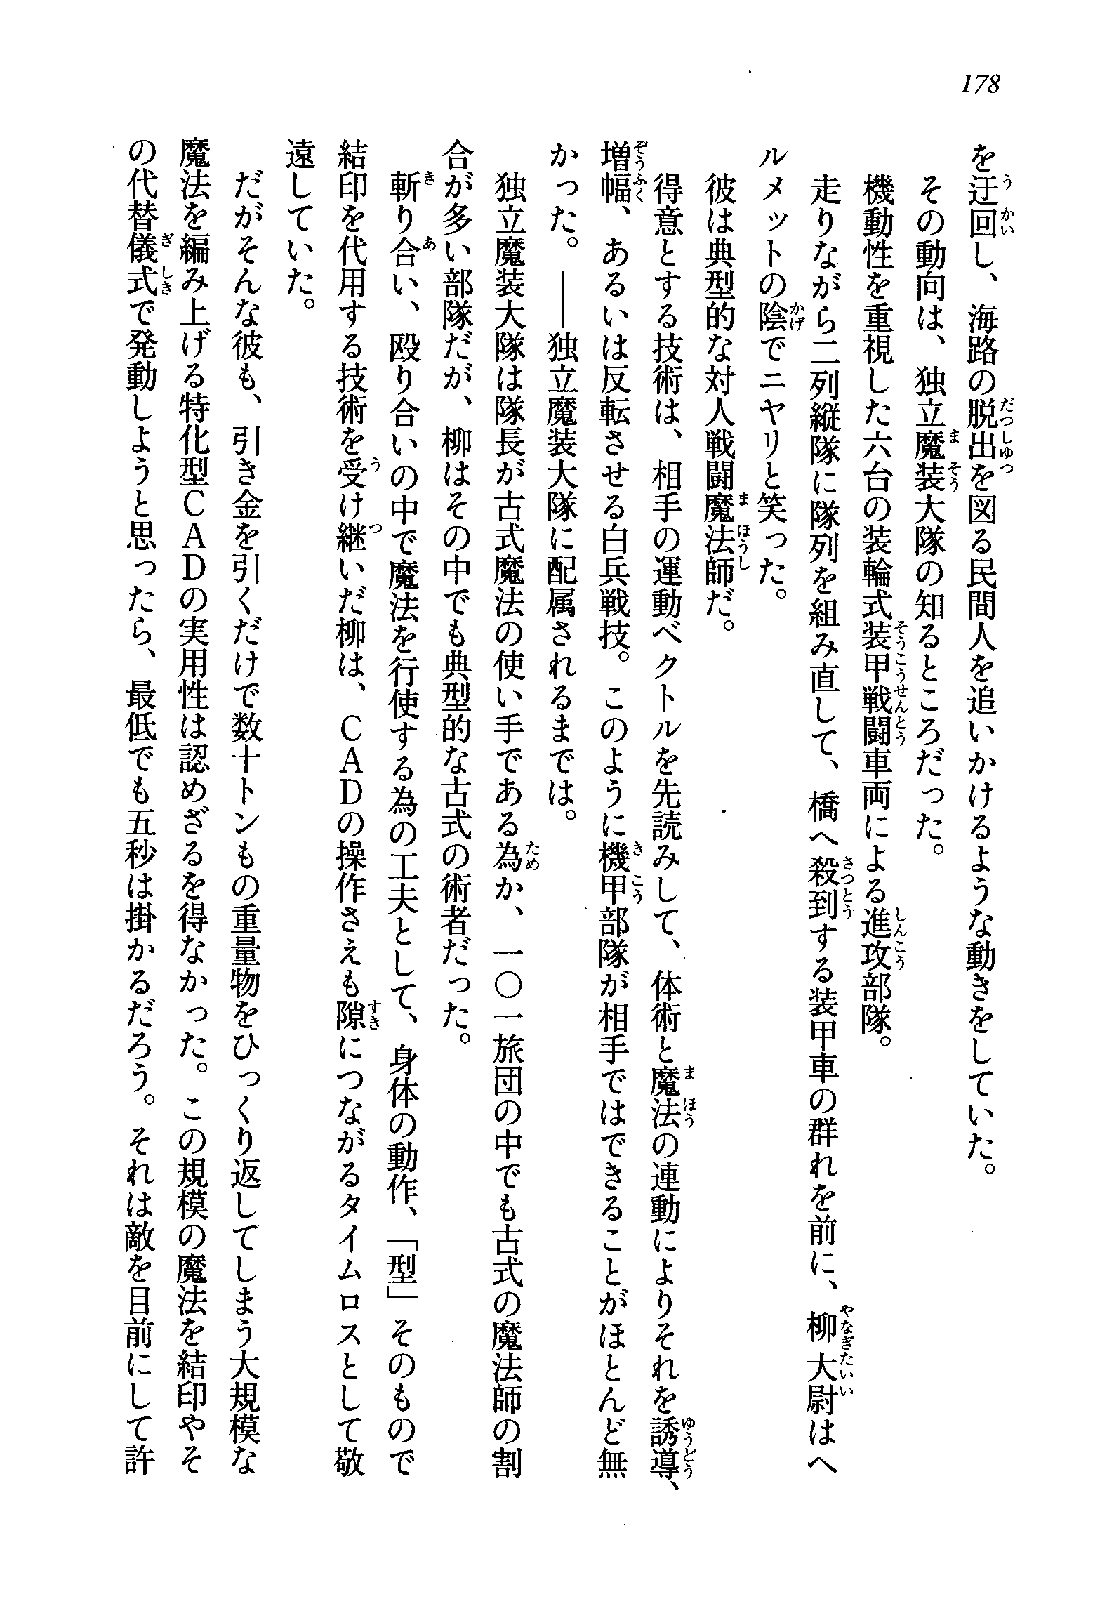 178
を迂回し、海路の脱出を図る民間人を追いかけるような動きをしていた。
その動向は、独立魔装大隊の知るところだった。
機動性を重視した六台の装輪式装甲戦闘車両による進攻部隊。
走りながら二列縦隊に隊列を組み直して、橋へ殺到する装甲車の群れを前に、柳大尉はへ
ルメットの陰でニヤリと笑った。
彼は典型的な対人戦闘魔法師だ。
得意とする技術は、相手の運動ベクトルを先読みして、体術と魔法の連動によりそれを誘導、
増幅、あるいは反転させる白兵戦技。このように機甲部隊が相手ではできることがほとんど無
かった。――独立魔装大隊に配属されるまでは。
独立魔装大隊は隊長が古式魔法の使い手である為か、一〇一旅団の中でも古式の魔法師の割
合が多い部隊だが、柳はその中でも典型的な古式の術者だった。
斬り合い、殴り合いの中で魔法を行使する為の工夫として、身体の動作、「型」そのもので
結印を代用する技術を受け継いだ柳は、ＣＡＤの操作さえも隙につながるタイムロスとして敬
遠していた。
だがそんな彼も、引き金を引くだけで数十トンもの重量物をひっくり返してしまう大規模な
魔法を編み上げる特化型ＣＡＤの実用性は認めざるを得なかった。この規模の魔法を結印やそ
の代替儀式で発動しようと思ったら、最低でも五秒は掛かるだろう。それは敵を目前にして許